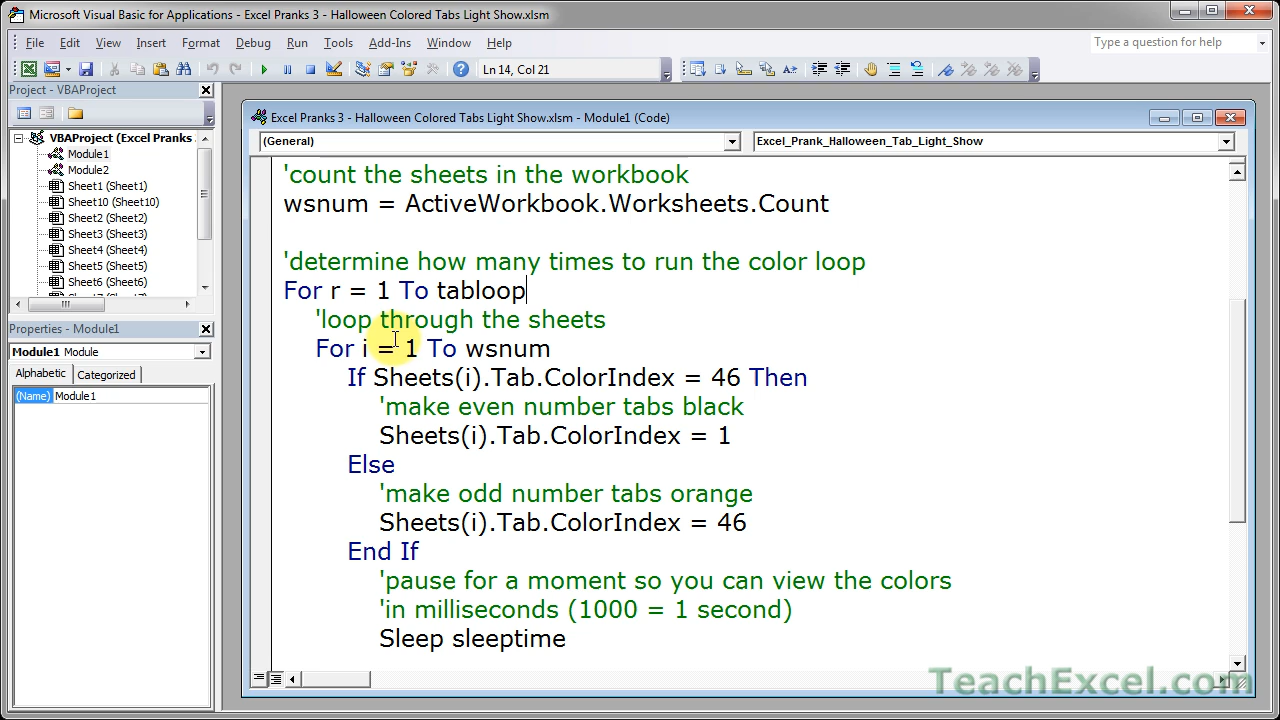 Microsoft Visual Basic for Applications - Excel Pranks 3 - Halloween Colored Tabs Light Show.xlsm
File Edit View Insert Format Debug Run Tools Add-Ins Window Help
Type a question for help
Ln 14, Col 21
Project - VBAProject
VBAProject (Excel Pranks
Module1
Module2
Sheet1 (Sheet1)
Sheet10 (Sheet10)
Sheet2 (Sheet2)
Sheet3 (Sheet3)
Sheet4 (Sheet4)
Sheet5 (Sheet5)
Sheet6 (Sheet6)
Properties - Module1
Module1 Module
Alphabetic Categorized
(Name) Module1
Excel Pranks 3 - Halloween Colored Tabs Light Show.xlsm - Module1 (Code)
(General)
Excel_Prank_Halloween_Tab_Light_Show
'count the sheets in the workbook
wsnum = ActiveWorkbook.Worksheets.Count
'determine how many times to run the color loop
For r = 1 To tabloop
'loop through the sheets
For i = 1 To wsnum
If Sheets(i).Tab.ColorIndex = 46 Then
'make even number tabs black
Sheets(i).Tab.ColorIndex = 1
Else
'make odd number tabs orange
Sheets(i).Tab.ColorIndex = 46
End If
'pause for a moment so you can view the colors
'in milliseconds (1000 = 1 second)
Sleep sleeptime
TeachExcel.com